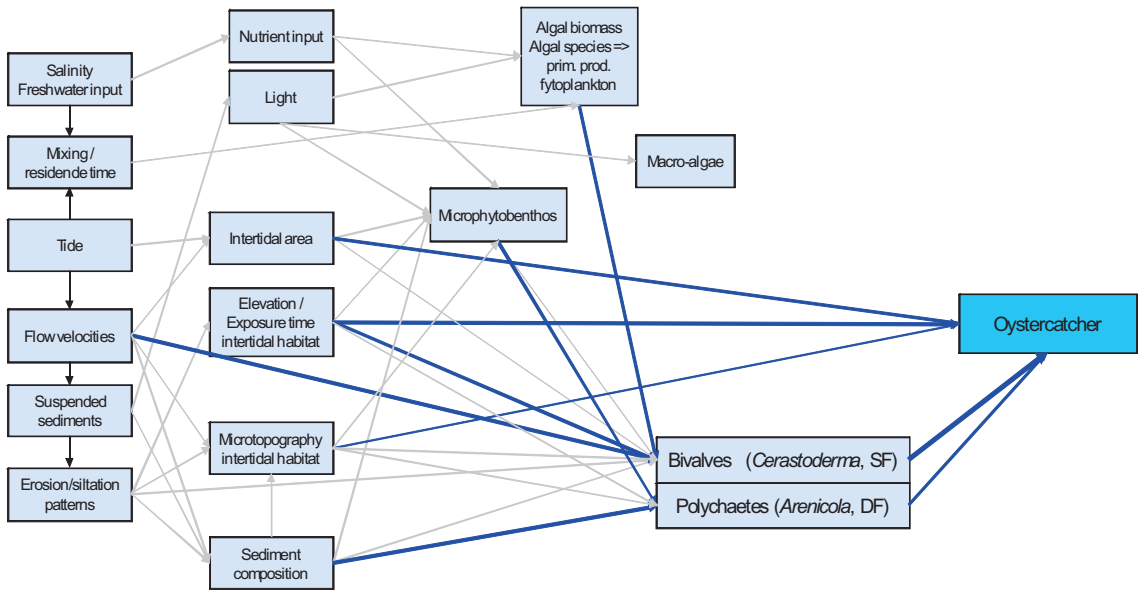 Salinity
Freshwater input
Mixing /
residende time
Tide
Flow velocities
Suspended
sediments
Erosion/siltation
patterns
Nutrient input
Light
Intertidal area
Elevation /
Exposure time
intertidal habitat
Microtopography
intertidal habitat
Sediment
composition
Algal biomass
Algal species =>
prim. prod.
fytoplankton
Macro-algae
Microphytobenthos
Bivalves (Cerastoderma, SF)
Polychaetes (Arenicola, DF)
Oystercatcher